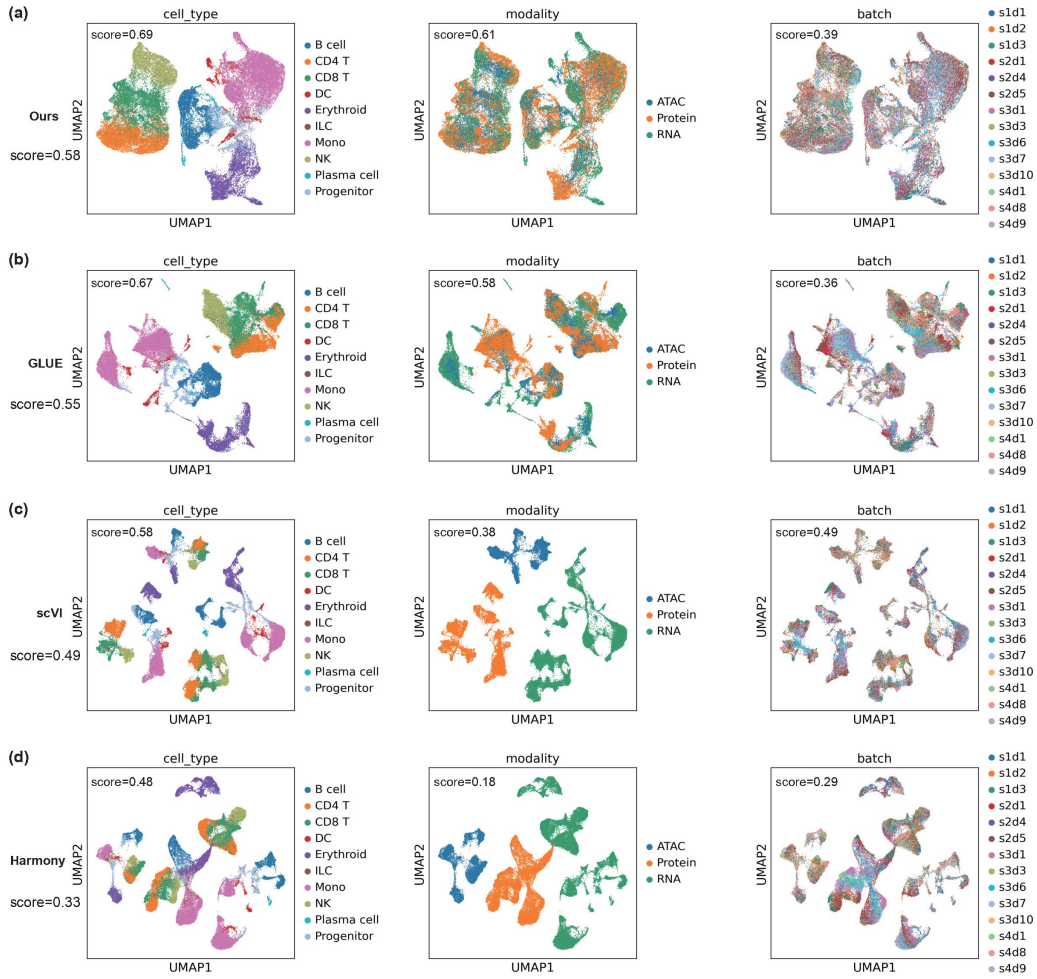 (a)
Ours
score=0.58
cell_type
score=0.69
UMAP2
UMAP1
B cell
CD4 T
CD8 T
DC
Erythroid
ILC
Mono
NK
Plasma cell
Progenitor
modality
score=0.61
UMAP2
UMAP1
ATAC
Protein
RNA
batch
score=0.39
UMAP2
UMAP1
s1d1
s1d2
s1d3
s2d1
s2d4
s2d5
s3d1
s3d3
s3d6
s3d7
s3d10
s4d1
s4d8
s4d9
(b)
GLUE
score=0.55
cell_type
score=0.67
UMAP2
UMAP1
B cell
CD4 T
CD8 T
DC
Erythroid
ILC
Mono
NK
Plasma cell
Progenitor
modality
score=0.58
UMAP2
UMAP1
ATAC
Protein
RNA
batch
score=0.36
UMAP2
UMAP1
s1d1
s1d2
s1d3
s2d1
s2d4
s2d5
s3d1
s3d3
s3d6
s3d7
s3d10
s4d1
s4d8
s4d9
(c)
scVI
score=0.49
cell_type
score=0.58
UMAP2
UMAP1
B cell
CD4 T
CD8 T
DC
Erythroid
ILC
Mono
NK
Plasma cell
Progenitor
modality
score=0.38
UMAP2
UMAP1
ATAC
Protein
RNA
batch
score=0.49
UMAP2
UMAP1
s1d1
s1d2
s1d3
s2d1
s2d4
s2d5
s3d1
s3d3
s3d6
s3d7
s3d10
s4d1
s4d8
s4d9
(d)
Harmony
score=0.33
cell_type
score=0.48
UMAP2
UMAP1
B cell
CD4 T
CD8 T
DC
Erythroid
ILC
Mono
NK
Plasma cell
Progenitor
modality
score=0.18
UMAP2
UMAP1
ATAC
Protein
RNA
batch
score=0.29
UMAP2
UMAP1
s1d1
s1d2
s1d3
s2d1
s2d4
s2d5
s3d1
s3d3
s3d6
s3d7
s3d10
s4d1
s4d8
s4d9